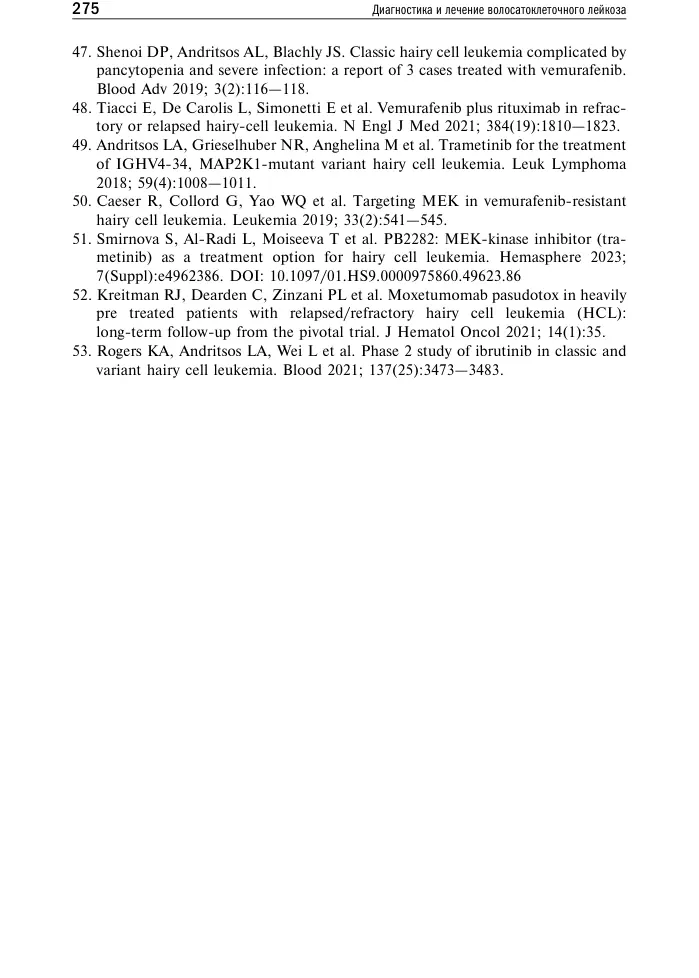 275
Диагностика и лечение волосатоклеточного лейкоза
47. Shenoi DP, Andritsos AL, Blachly JS. Classic hairy cell leukemia complicated by
pancytopenia and severe infection: a report of 3 cases treated with vemurafenib.
Blood Adv 2019; 3(2):116—118.
48. Tiacci E, De Carolis L, Simonetti E et al. Vemurafenib plus rituximab in refrac-
tory or relapsed hairy-cell leukemia. N Engl J Med 2021; 384(19):1810—1823.
49. Andritsos LA, Grieselhuber NR, Anghelina M et al. Trametinib for the treatment
of IGHV4-34, MAP2K1-mutant variant hairy cell leukemia. Leuk Lymphoma
2018; 59(4):1008—1011.
50. Caeser R, Collord G, Yao WQ et al. Targeting MEK in vemurafenib-resistant
hairy cell leukemia. Leukemia 2019; 33(2):541—545.
51. Smirnova S, Al-Radi L, Moiseeva T et al. PB2282: MEK-kinase inhibitor (tra-
metinib) as a treatment option for hairy cell leukemia. Hemasphere 2023;
7(Suppl):e4962386. DOI: 10.1097/01.HS9.0000975860.49623.86
52. Kreitman RJ, Dearden C, Zinzani PL et al. Moxetumomab pasudotox in heavily
pre treated patients with relapsed/refractory hairy cell leukemia (HCL):
long-term follow-up from the pivotal trial. J Hematol Oncol 2021; 14(1):35.
53. Rogers KA, Andritsos LA, Wei L et al. Phase 2 study of ibrutinib in classic and
variant hairy cell leukemia. Blood 2021; 137(25):3473—3483.